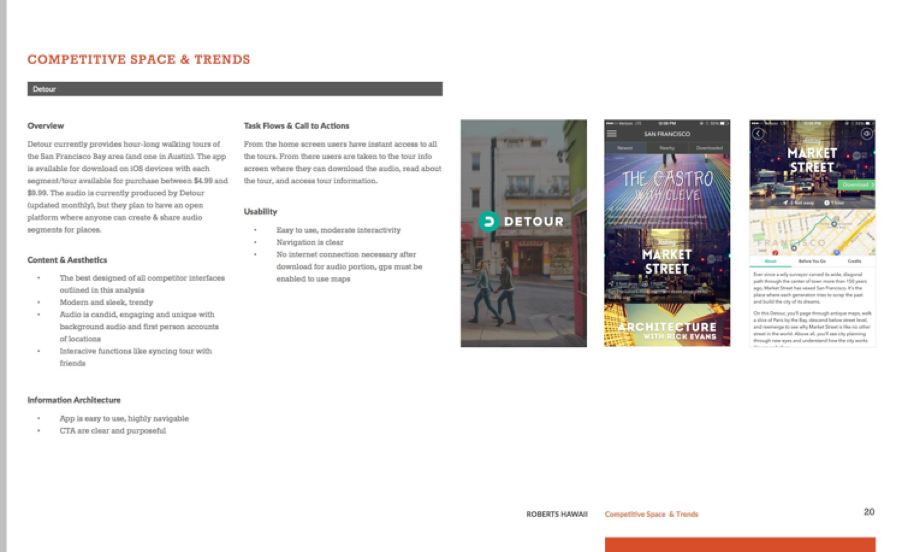 COMPETITIVE SPACE & TRENDS
Detour
Overview
Detour currently provides hour-long walking tours of
the San Francisco Bay area (and one in Austin). The app
is available for download on iOS devices with each
segment/tour available for purchase between $4.99 and
$9.99. The audio is currently produced by Detour
(updated monthly), but they plan to have an open
platform where anyone can create & share audio
segments for places.
Content & Aesthetics
• The best designed of all competitor interfaces
outlined in this analysis
• Modern and sleek, trendy
• Audio is candid, engaging and unique with
background audio and first person accounts
of locations
• Interacive functions like syncing tour with
friends
Information Architecture
• App is easy to use, highly navigable
• CTA are clear and purposeful
Task Flows & Call to Actions
From the home screen users have instant access to all
the tours. From there users are taken to the tour info
screen where they can download the audio, read about
the tour, and access tour information.
Usability
• Easy to use, moderate interactivity
• Navigation is clear
• No internet connection necessary after
download for audio portion, gps must be
enabled to use maps
DETOUR
Verizon LTE 12:08 PM
SAN FRANCISCO
Newest Nearby Downloaded
THE CASTRO
WITH CLEVE
MARKET
STREET
ARCHITECTURE
WITH RICK EVANS
Verizon LTE 12:08 PM
MARKET
STREET
Download
1 hour
FRANCISCO
About Before You Go Credits
Ever since a wily surveyor carved its wide, diagonal
path through the center of town more than 150 years
ago, Market Street has vexed San Francisco. It's the
place where each generation tries to scrap the past
and build the city of its dreams.
On this Detour, you'll page through antique maps, walk
a slice of Paris by the Bay, descend below street level,
and reemerge to see why Market Street is like no other
street in the world. Above all, you'll see city planning
through new eyes and understand how the city works.
ROBERTS HAWAII Competitive Space & Trends 20